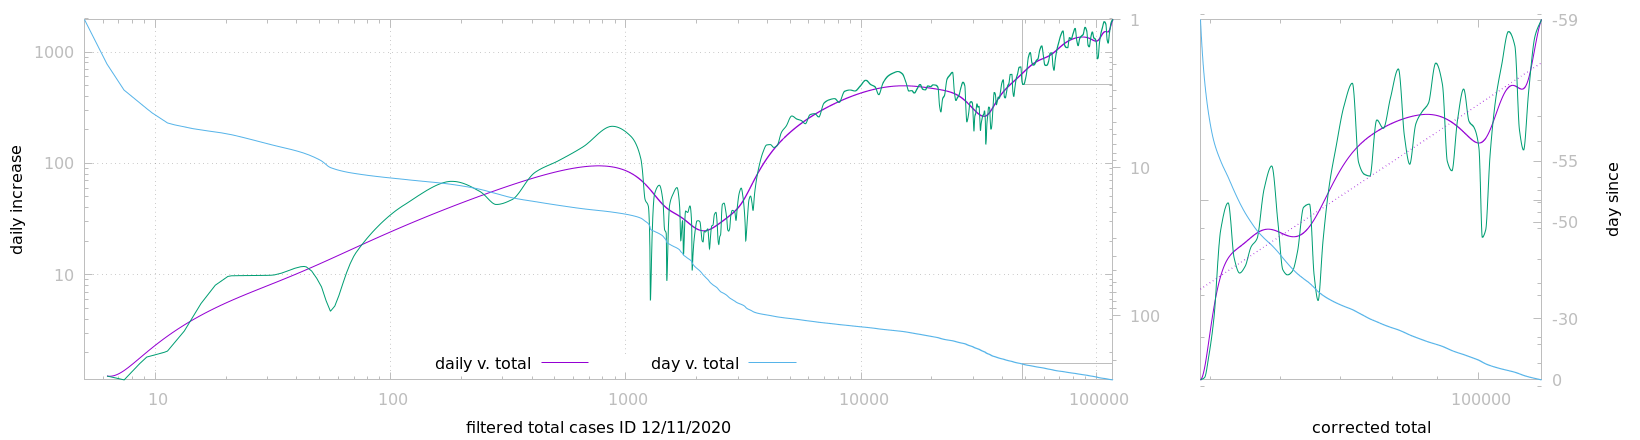 1000
100
10
daily increase
10
100
1000
10000
100000
filtered total cases ID 12/11/2020
daily v. total
day v. total
1
10
100
-59
-55
-50
-30
0
day since
100000
corrected total